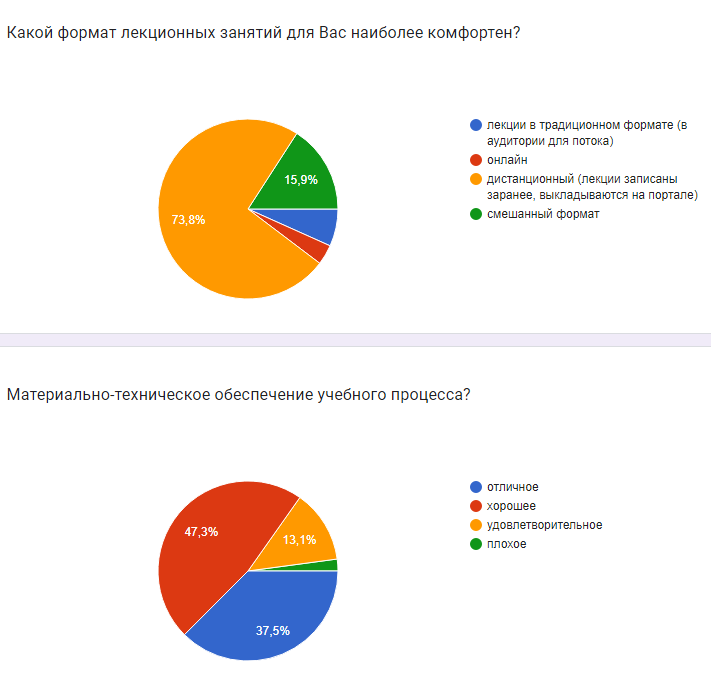 Какой формат лекционных занятий для Вас наиболее комфортен?
лекции в традиционном формате (в
аудитории для потока)
онлайн
дистанционный (лекции записаны
заранее, выкладываются на портале)
смешанный формат
15,9%
73,8%
Материально-техническое обеспечение учебного процесса?
отличное
хорошее
удовлетворительное
плохое
47,3%
13,1%
37,5%